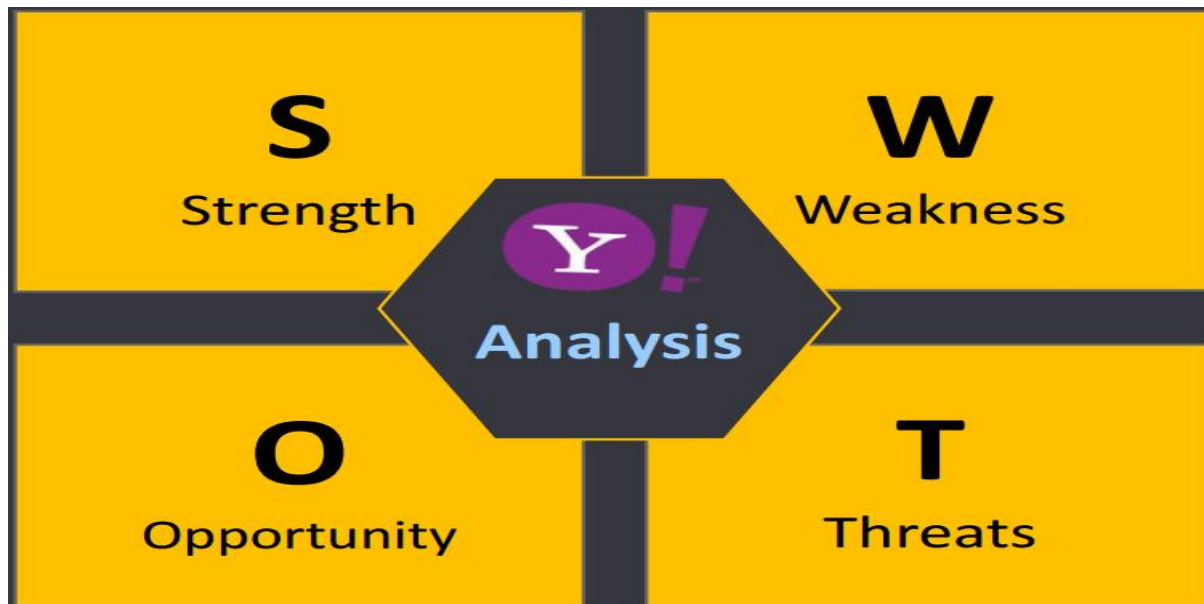 S
Strength
W
Weakness
Y!
Analysis
O
Opportunity
T
Threats